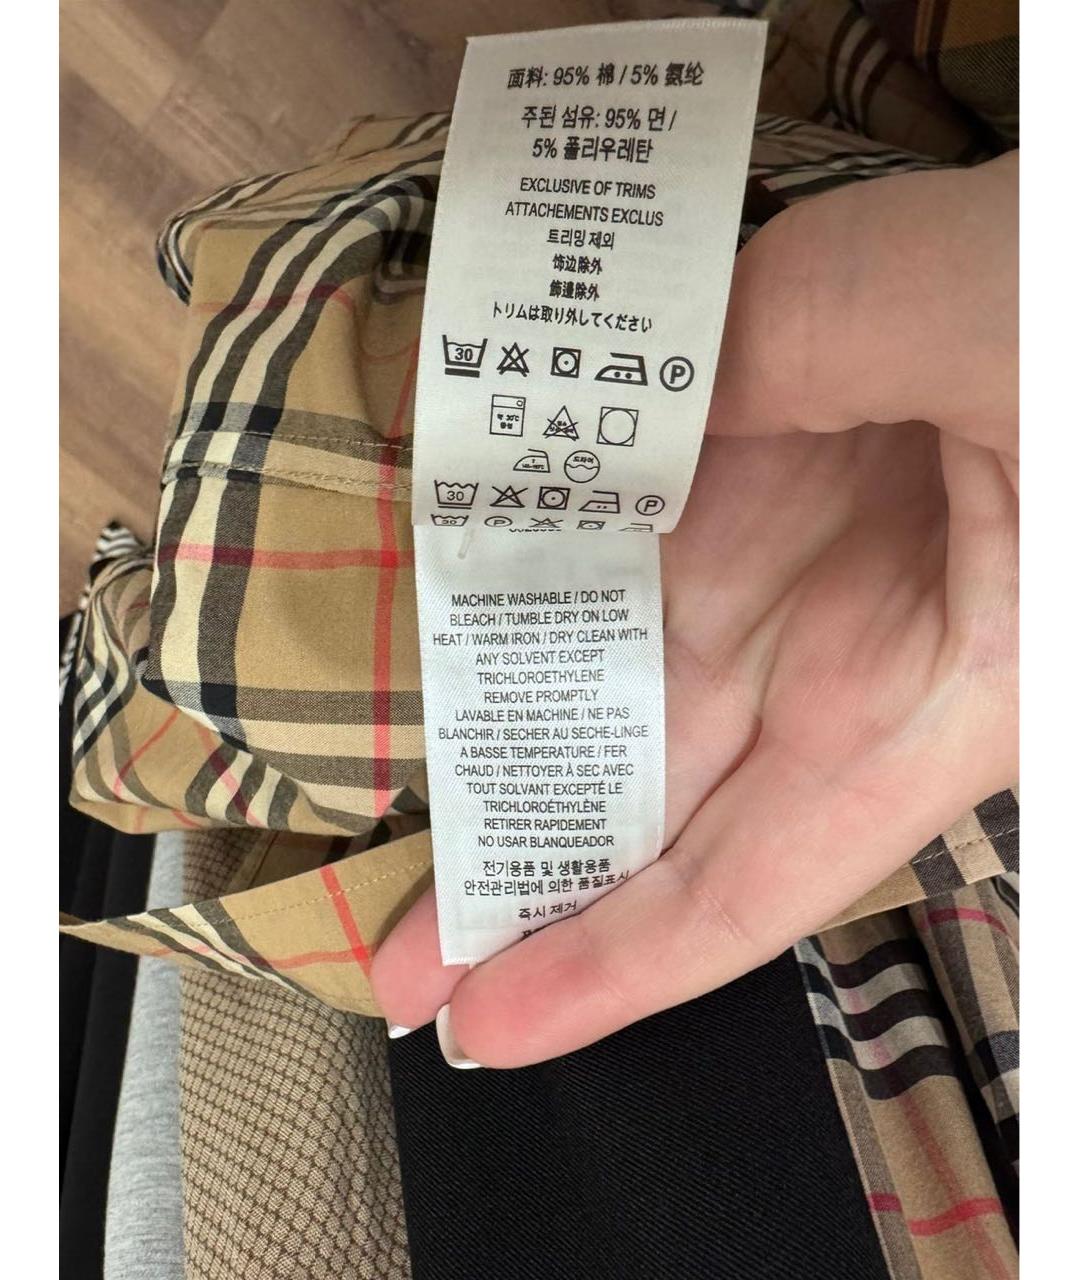 面料: 95% 棉 / 5% 氨纶
주된 섬유: 95% 면 /
5% 폴리우레탄
EXCLUSIVE OF TRIMS
ATTACHEMENTS EXCLUS
트리밍 제외
饰边除外
飾邊除外
トリムは取り外してください
30 P
30 P
30 P
MACHINE WASHABLE / DO NOT
BLEACH / TUMBLE DRY ON LOW
HEAT / WARM IRON / DRY CLEAN WITH
ANY SOLVENT EXCEPT
TRICHLOROETHYLENE
REMOVE PROMPTLY
LAVABLE EN MACHINE / NE PAS
BLANCHIR / SECHER AU SECHE-LINGE
A BASSE TEMPERATURE / FER
CHAUD / NETTOYER À SEC AVEC
TOUT SOLVANT EXCEPTÉ LE
TRICHLOROÉTHYLÈNE
RETIRER RAPIDEMENT
NO USAR BLANQUEADOR
전기용품 및 생활용품
안전관리법에 의한 품질표시
즉시 제거